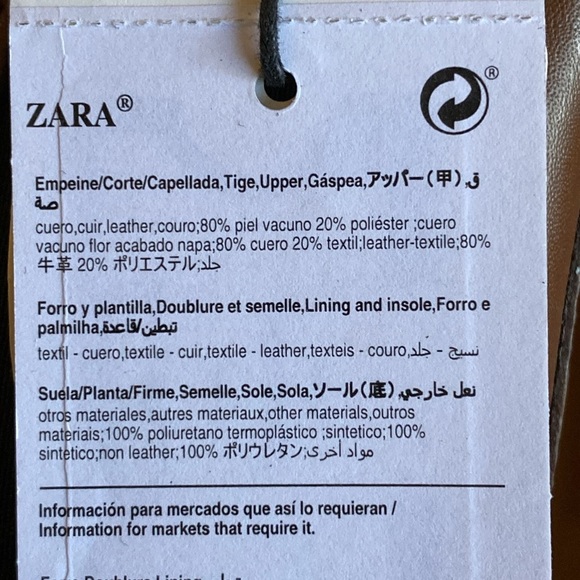 ZARA®
®
Empeine/Corte/Capellada,Tige,Upper,Gáspea,アッパー(甲),ق
صة
cuero,cuir,leather,couro;80% piel vacuno 20% poliéster ;cuero
vacuno flor acabado napa;80% cuero 20% textil;leather-textile;80%
牛革 20% ポリエステル;جلد
Forro y plantilla,Doublure et semelle,Lining and insole,Forro e
palmilha,تبطين/قاعدة
textil - cuero,textile - cuir,textile - leather,texteis - couro,نسيج - جلد
Suela/Planta/Firme,Semelle,Sole,Sola,ソール(底),نعل خارجي
otros materiales,autres materiaux,other materials,outros
materiais;100% poliuretano termoplástico ;sintetico;100%
sintético;non leather;100% ポリウレタン;مواد أخرى
Información para mercados que así lo requieran /
Information for markets that require it.